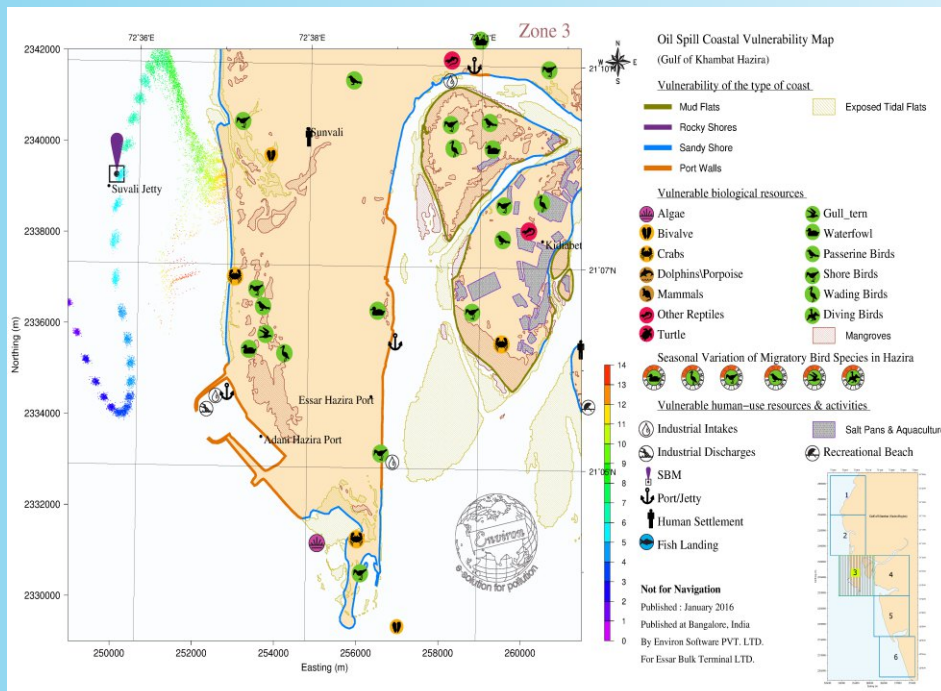 Zone 3
72°36'E
72°38'E
2342000
2340000
2338000
2336000
2334000
2332000
2330000
Northing (m)
250000
252000
254000
256000
258000
260000
Easting (m)
21°10'N
21°07'N
Suvali Jetty
Sunvali
Essar Hazira Port
Adani Hazira Port
Environ
e solution for pollution
N
W
E
S
14
13
12
11
10
9
8
7
6
5
4
3
2
1
0
Oil Spill Coastal Vulnerability Map
(Gulf of Khambat Hazira)
Vulnerability of the type of coast
Mud Flats
Exposed Tidal Flats
Rocky Shores
Sandy Shore
Port Walls
Vulnerable biological resources
Algae
Gull_tern
Bivalve
Waterfowl
Crabs
Passerine Birds
Dolphins\Porpoise
Shore Birds
Mammals
Wading Birds
Other Reptiles
Diving Birds
Turtle
Mangroves
Seasonal Variation of Migratory Bird Species in Hazira
Vulnerable human−use resources & activities
Industrial Intakes
Salt Pans & Aquaculture
Industrial Discharges
Recreational Beach
SBM
Port/Jetty
Human Settlement
Fish Landing
Not for Navigation
Published : January 2016
Published at Bangalore, India
By Environ Software PVT. LTD.
For Essar Bulk Terminal LTD.
1
2
3
4
5
6